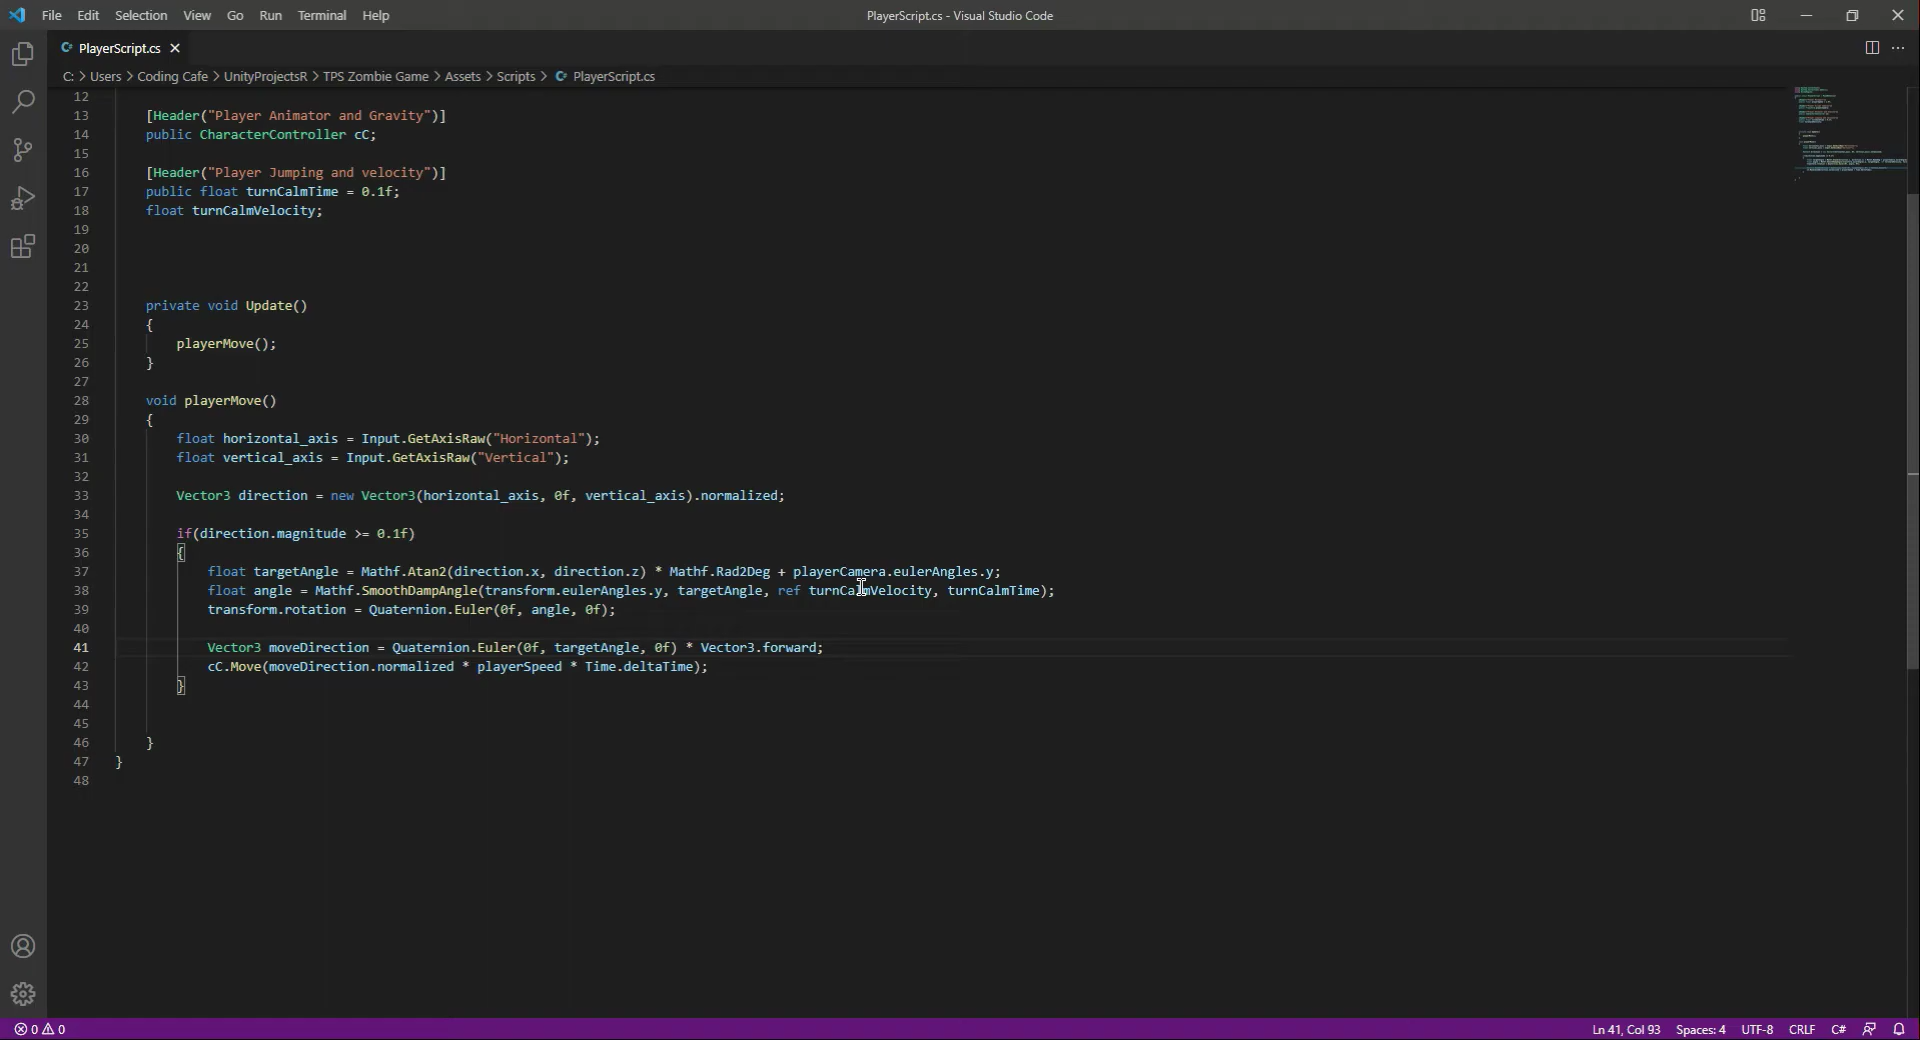 File Edit Selection View Go Run Terminal Help
PlayerScript.cs - Visual Studio Code
PlayerScript.cs
C: > Users > Coding Cafe > UnityProjectsR > TPS Zombie Game > Assets > Scripts > PlayerScript.cs
12
13 [Header("Player Animator and Gravity")]
14 public CharacterController cC;
15
16 [Header("Player Jumping and velocity")]
17 public float turnCalmTime = 0.1f;
18 float turnCalmVelocity;
19
20
21
22
23 private void Update()
24 {
25 playerMove();
26 }
27
28 void playerMove()
29 {
30 float horizontal_axis = Input.GetAxisRaw("Horizontal");
31 float vertical_axis = Input.GetAxisRaw("Vertical");
32
33 Vector3 direction = new Vector3(horizontal_axis, 0f, vertical_axis).normalized;
34
35 if(direction.magnitude >= 0.1f)
36 {
37 float targetAngle = Mathf.Atan2(direction.x, direction.z) * Mathf.Rad2Deg + playerCamera.eulerAngles.y;
38 float angle = Mathf.SmoothDampAngle(transform.eulerAngles.y, targetAngle, ref turnCalmVelocity, turnCalmTime);
39 transform.rotation = Quaternion.Euler(0f, angle, 0f);
40
41 Vector3 moveDirection = Quaternion.Euler(0f, targetAngle, 0f) * Vector3.forward;
42 cC.Move(moveDirection.normalized * playerSpeed * Time.deltaTime);
43 }
44
45
46 }
47 }
48
0 0 Ln 41, Col 93 Spaces: 4 UTF-8 CRLF C#